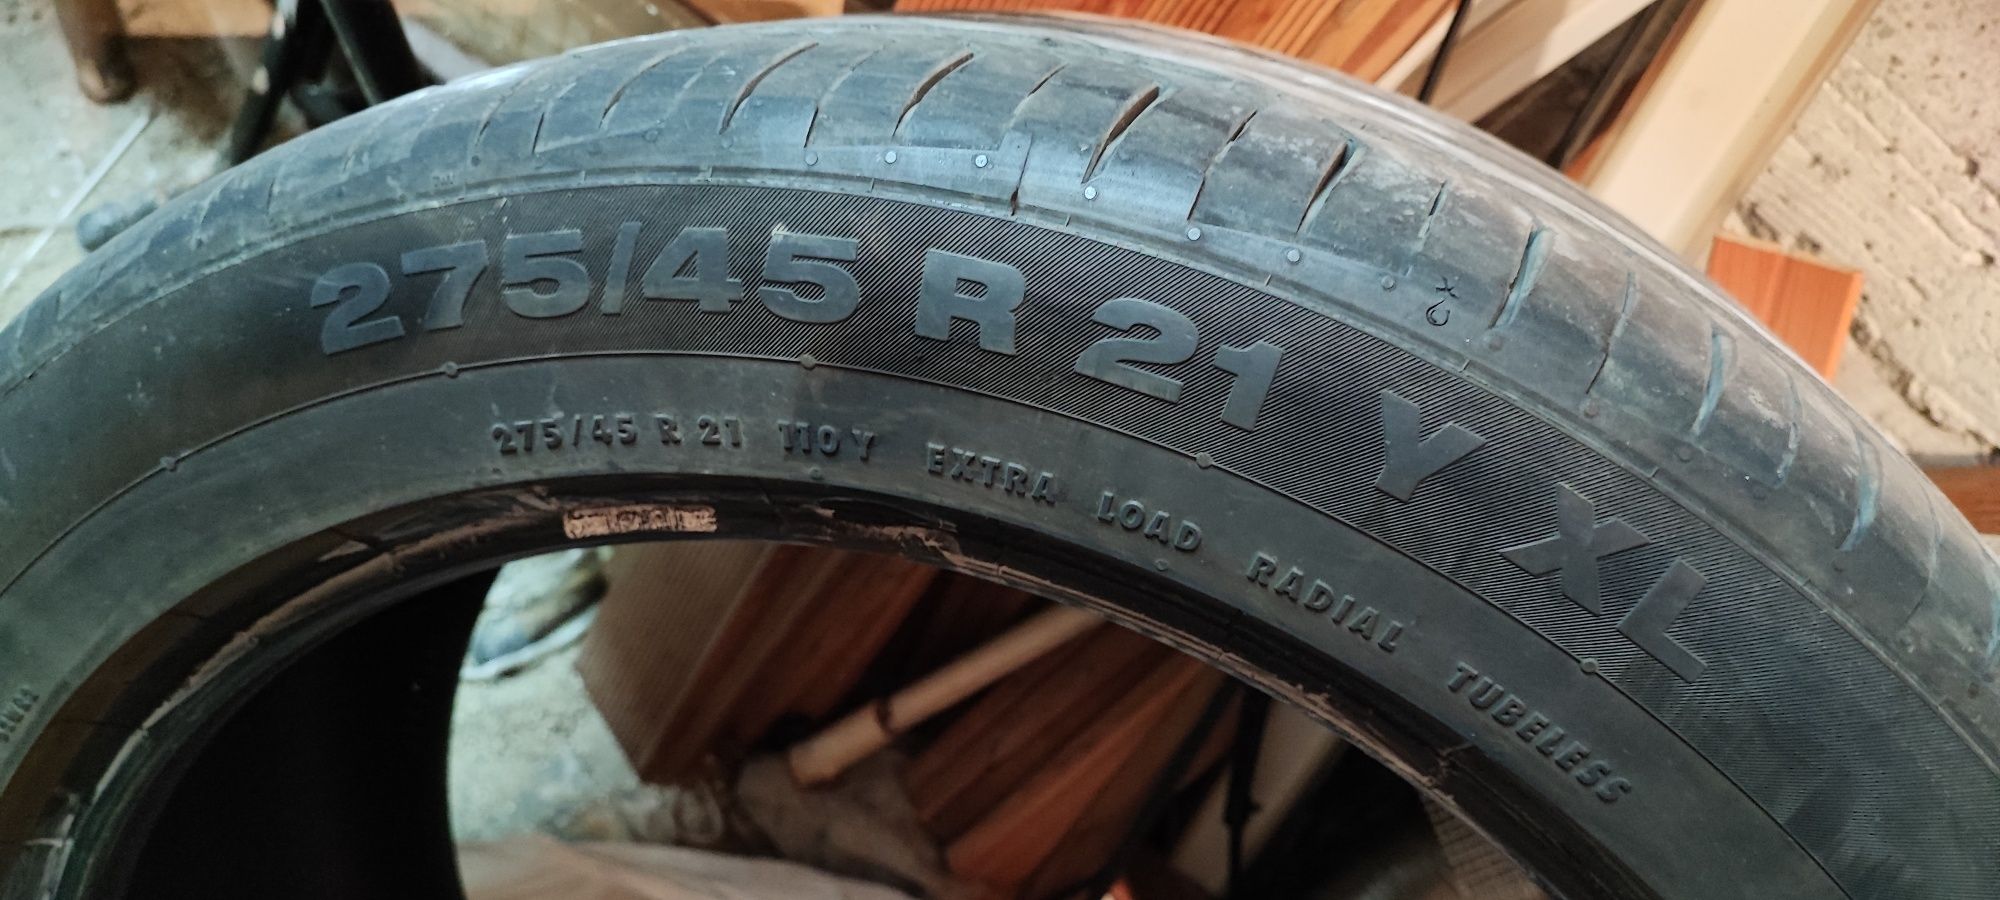 275/45 R 21 Y XL
275/45 R 21 110 Y EXTRA LOAD RADIAL TUBELESS